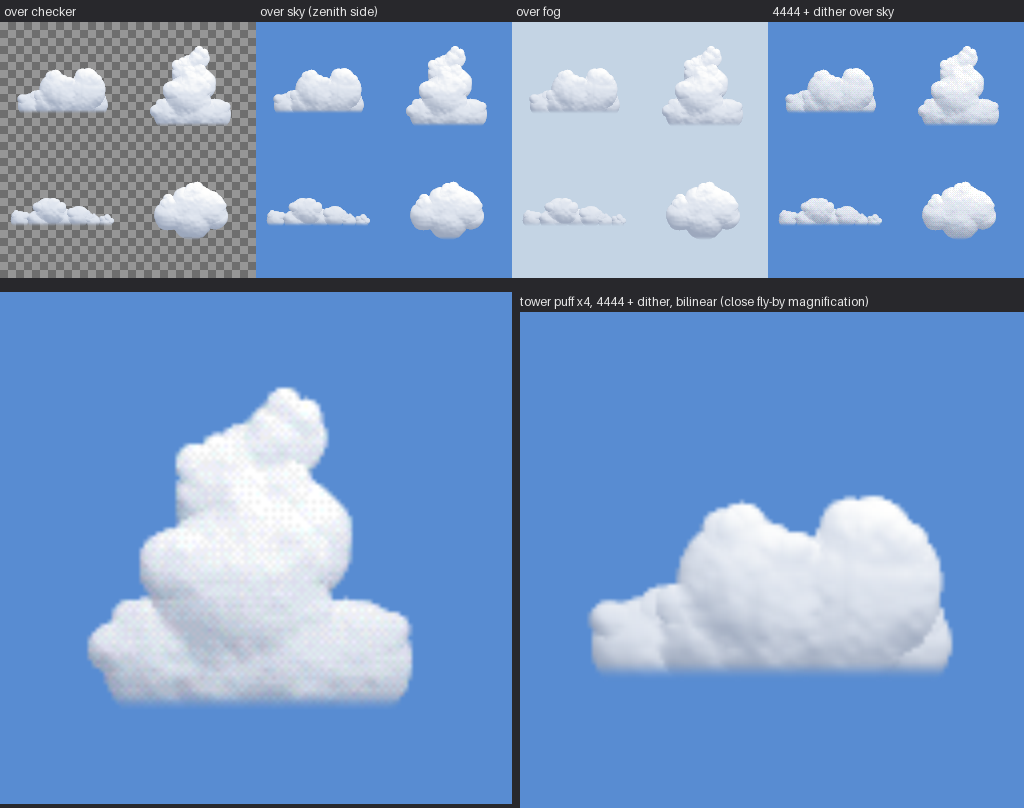 over checker
over sky (zenith side)
over fog
4444 + dither over sky
tower puff x4, 4444 + dither, bilinear (close fly-by magnification)